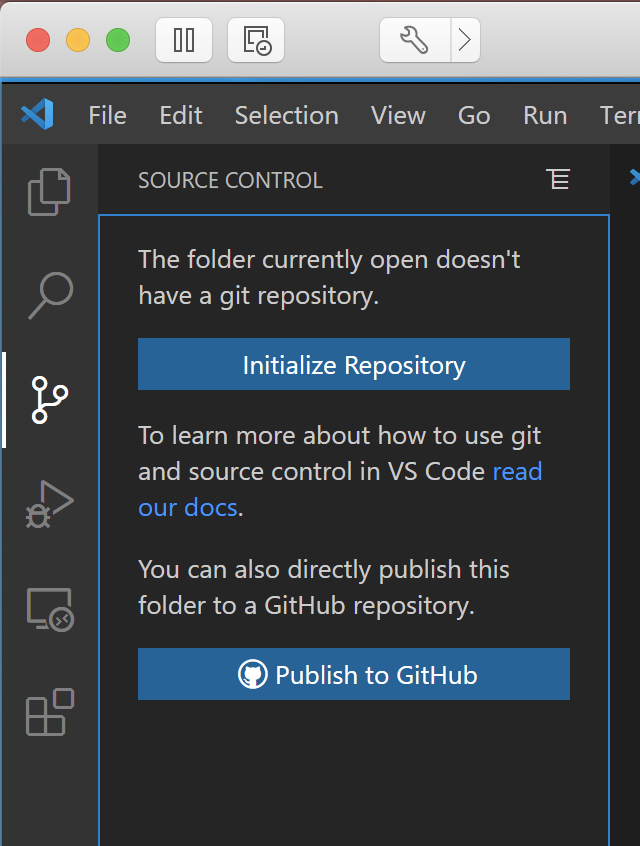 File Edit Selection View Go Run
SOURCE CONTROL
The folder currently open doesn't
have a git repository.
Initialize Repository
To learn more about how to use git
and source control in VS Code read
our docs.
You can also directly publish this
folder to a GitHub repository.
Publish to GitHub